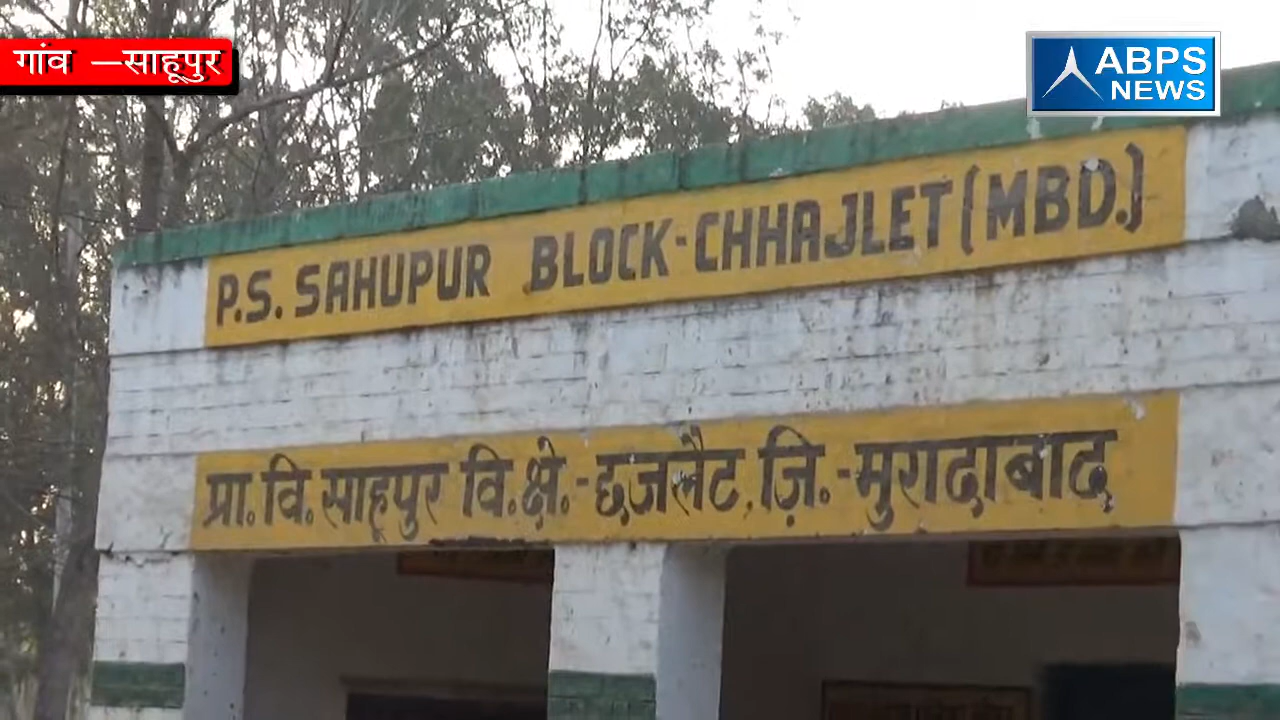 गांव –साहूपुर
ABPS
NEWS
P.S. SAHUPUR BLOCK-CHHAJLET (MBD.)
प्रा. वि. साहूपुर वि.क्षे.-छजलैट, ज़ि.-मुरादाबाद